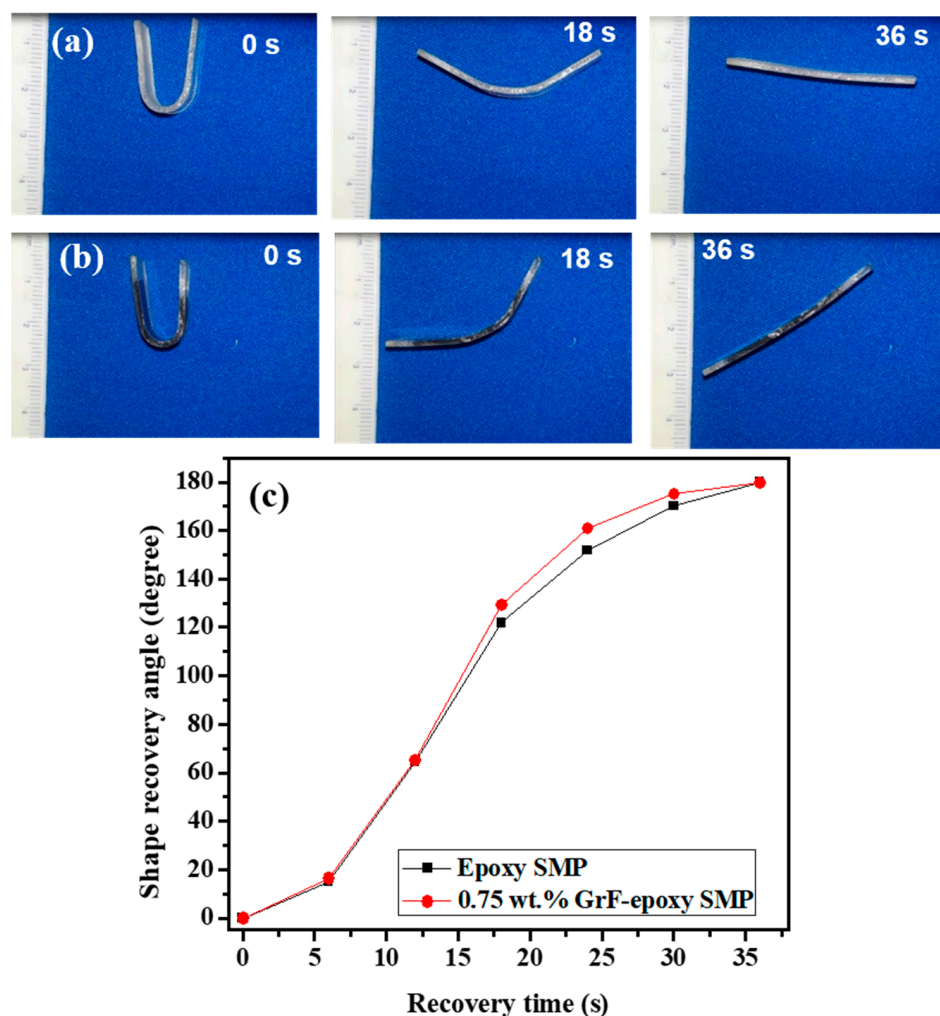 (a) 0 s 18 s 36 s
(b) 0 s 18 s 36 s
(c)
Shape recovery angle (degree)
180
160
140
120
100
80
60
40
20
0
Epoxy SMP
0.75 wt.% GrF-epoxy SMP
0 5 10 15 20 25 30 35
Recovery time (s)